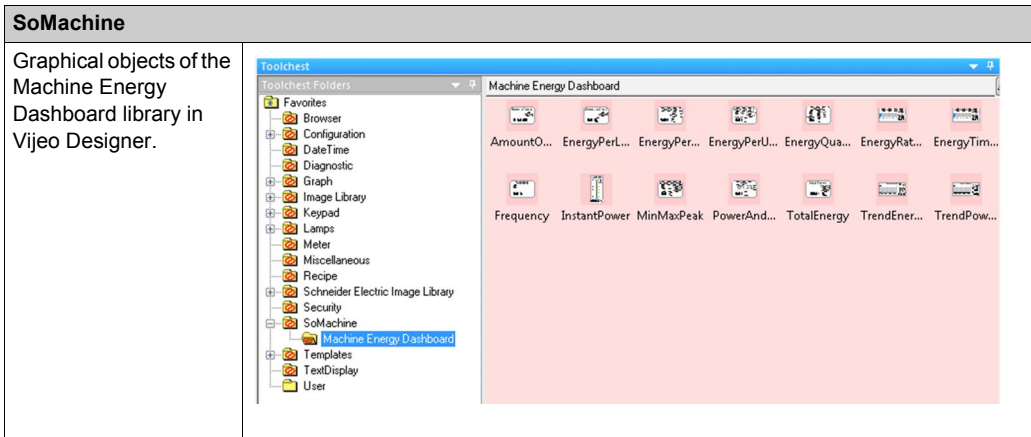 SoMachine
Graphical objects of the
Machine Energy
Dashboard library in
Vijeo Designer.
Toolchest
Toolchest Folders
Favorites
Browser
Configuration
DateTime
Diagnostic
Graph
Image Library
Keypad
Lamps
Meter
Miscellaneous
Recipe
Schneider Electric Image Library
Security
SoMachine
Machine Energy Dashboard
Templates
TextDisplay
User
Machine Energy Dashboard
AmountO... EnergyPerL... EnergyPer... EnergyPerU... EnergyQua... EnergyRat... EnergyTim...
Frequency InstantPower MinMaxPeak PowerAnd... TotalEnergy TrendEner... TrendPow...